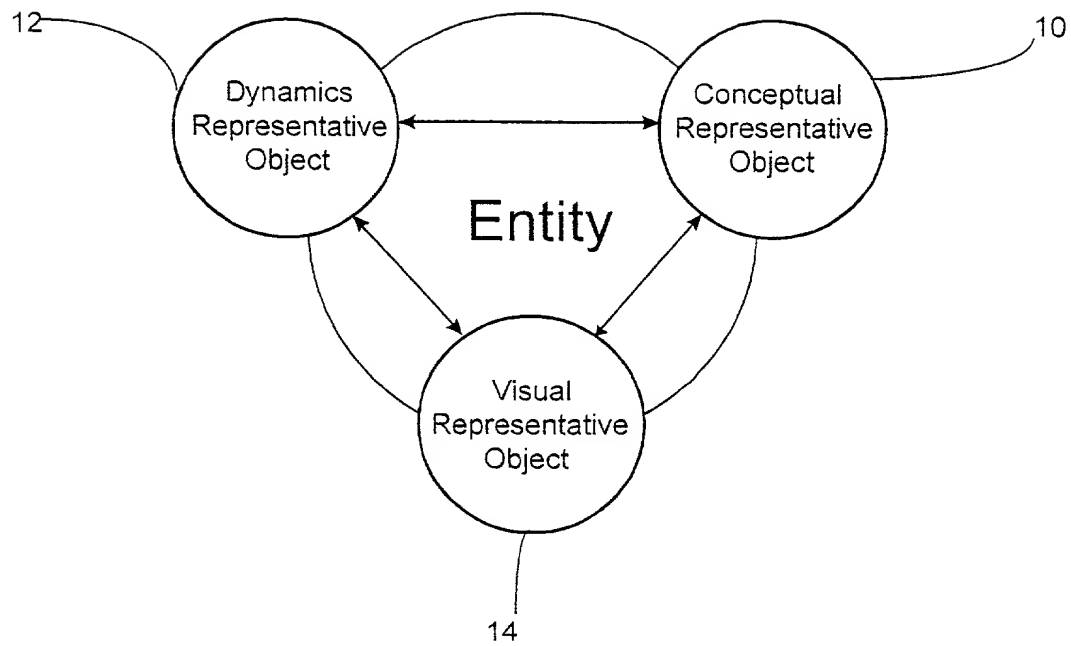 12
10
Dynamics
Representative
Object
Conceptual
Representative
Object
Entity
Visual
Representative
Object
14